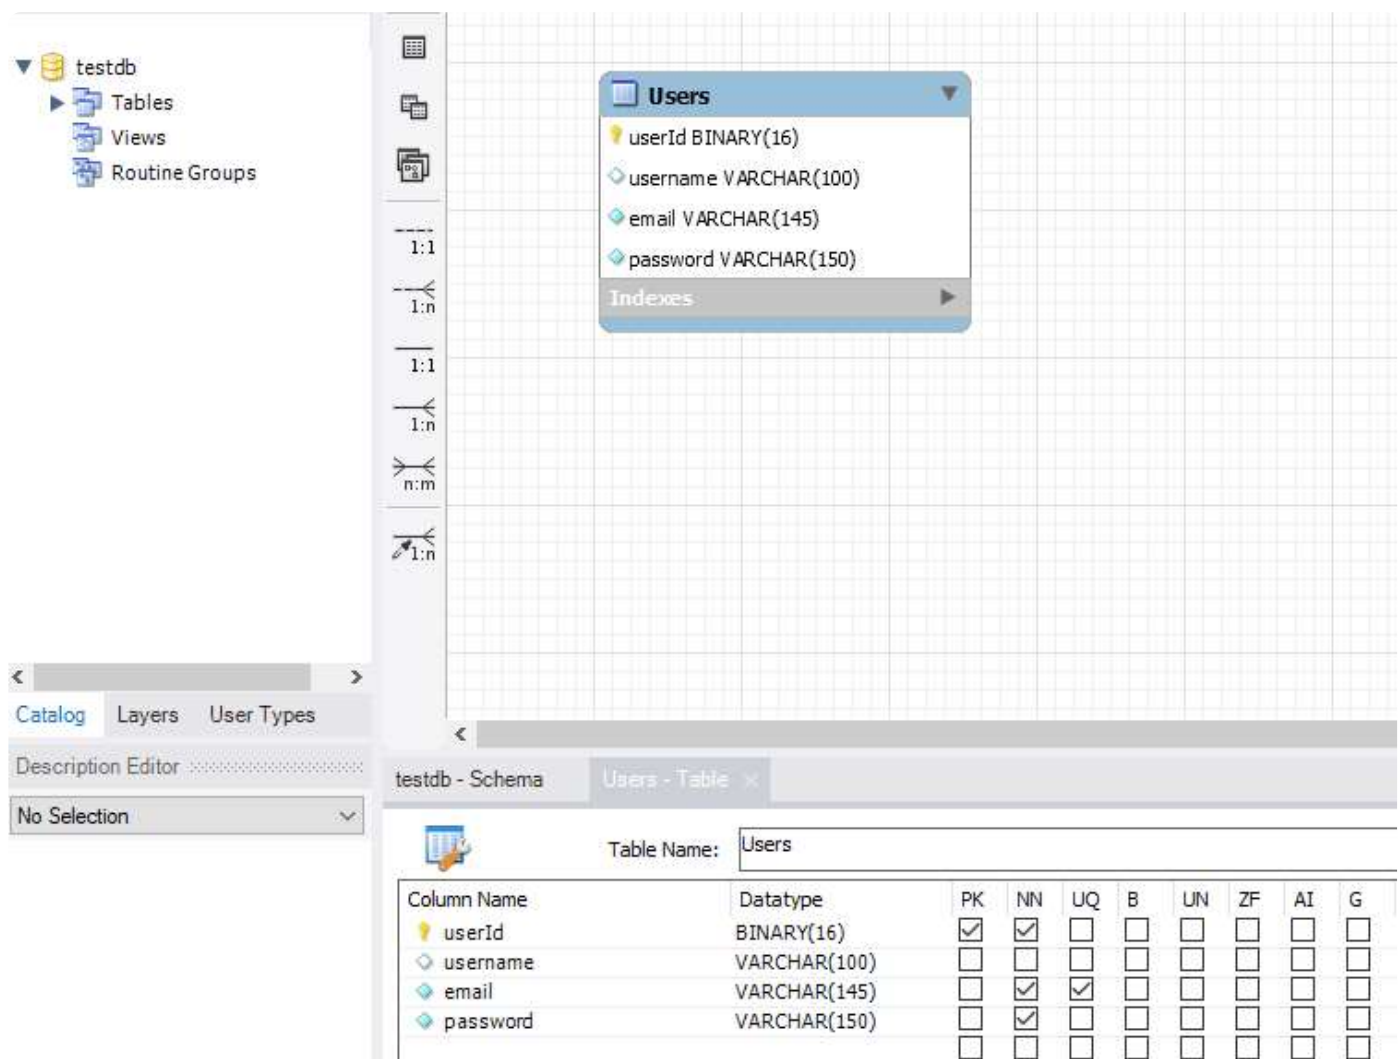 testdb
Tables
Views
Routine Groups
1:1
1:n
1:1
1:n
n:m
1:n
Users
userId BINARY(16)
username VARCHAR(100)
email VARCHAR(145)
password VARCHAR(150)
Indexes
Catalog Layers User Types
Description Editor
No Selection
testdb - Schema Users - Table
Table Name: Users
Column Name Datatype PK NN UQ B UN ZF AI G
userId BINARY(16)
username VARCHAR(100)
email VARCHAR(145)
password VARCHAR(150)